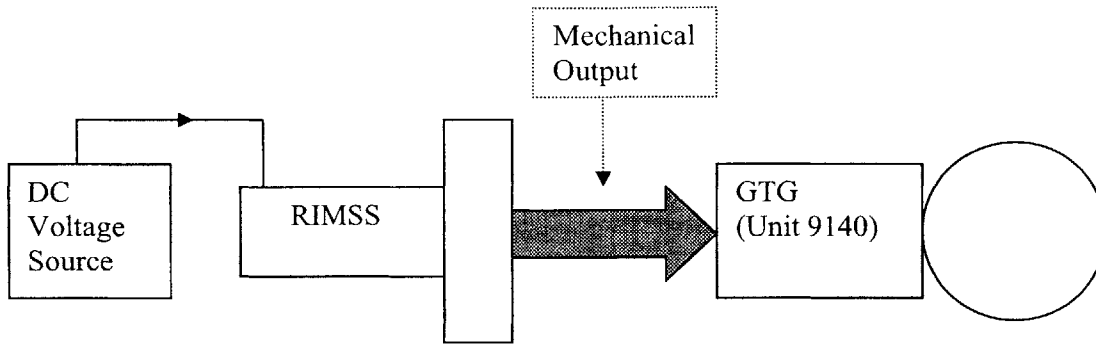 Mechanical
Output
DC
Voltage
Source
RIMSS
GTG
(Unit 9140)